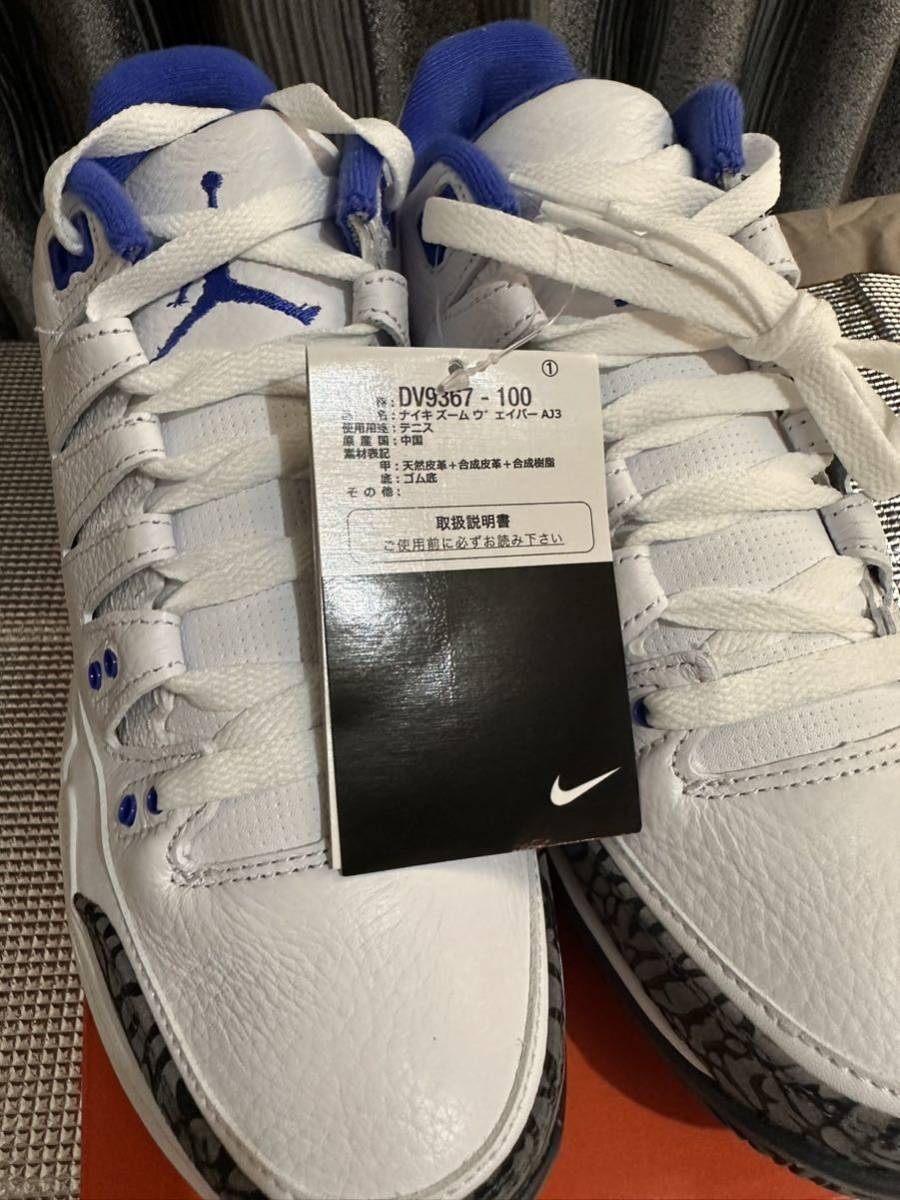 ①
番: DV9367 - 100
品 名: ナイキ ズーム ヴェイパー AJ3
使用用途: テニス
原 産 国: 中国
素材表記
甲: 天然皮革+合成皮革+合成樹脂
底: ゴム底
そ の 他:
取扱説明書
ご使用前に必ずお読み下さい